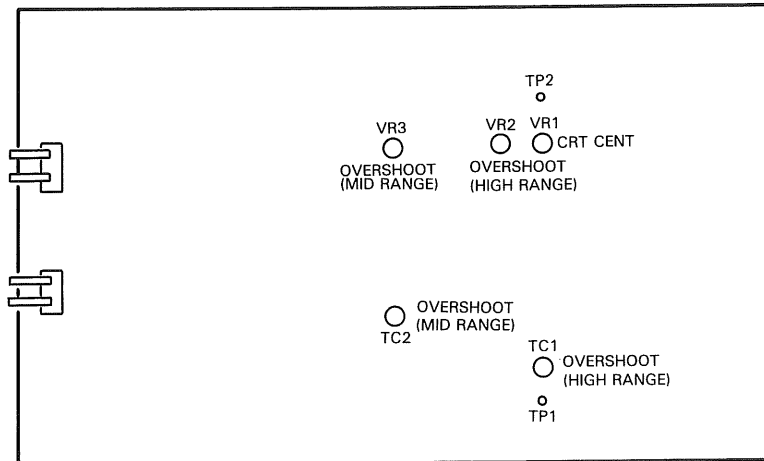 TP2
VR3
VR2
VR1
CRT CENT
OVERSHOOT
(MID RANGE)
OVERSHOOT
(HIGH RANGE)
OVERSHOOT
(MID RANGE)
TC2
TC1
OVERSHOOT
(HIGH RANGE)
TP1